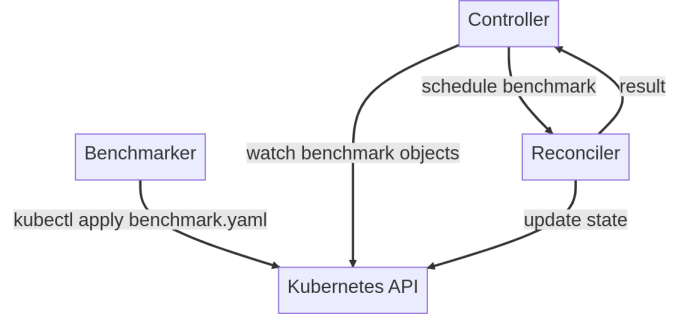 Controller
schedule benchmark
result
watch benchmark objects
Benchmarker
Reconciler
kubectl apply benchmark.yaml
update state
Kubernetes API